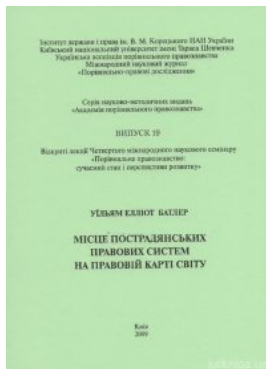 Інститут держави і права ім. В. М. Корецького НАН України
Київський національний університет імені Тараса Шевченка
Українська асоціація порівняльного правознавства
Міжнародний науковий журнал
«Порівняльно-правові дослідження»
Серія науково-методичних видань
«Академія порівняльного правознавства»
ВИПУСК 19
Відкриті лекції Четвертого міжнародного наукового семінару
«Порівняльне правознавство:
сучасний стан і перспективи розвитку»
УЇЛЬЯМ ЕЛЛІОТ БАТЛЕР
МІСЦЕ ПОСТРАДЯНСЬКИХ
ПРАВОВИХ СИСТЕМ
НА ПРАВОВІЙ КАРТІ СВІТУ
Київ
2009